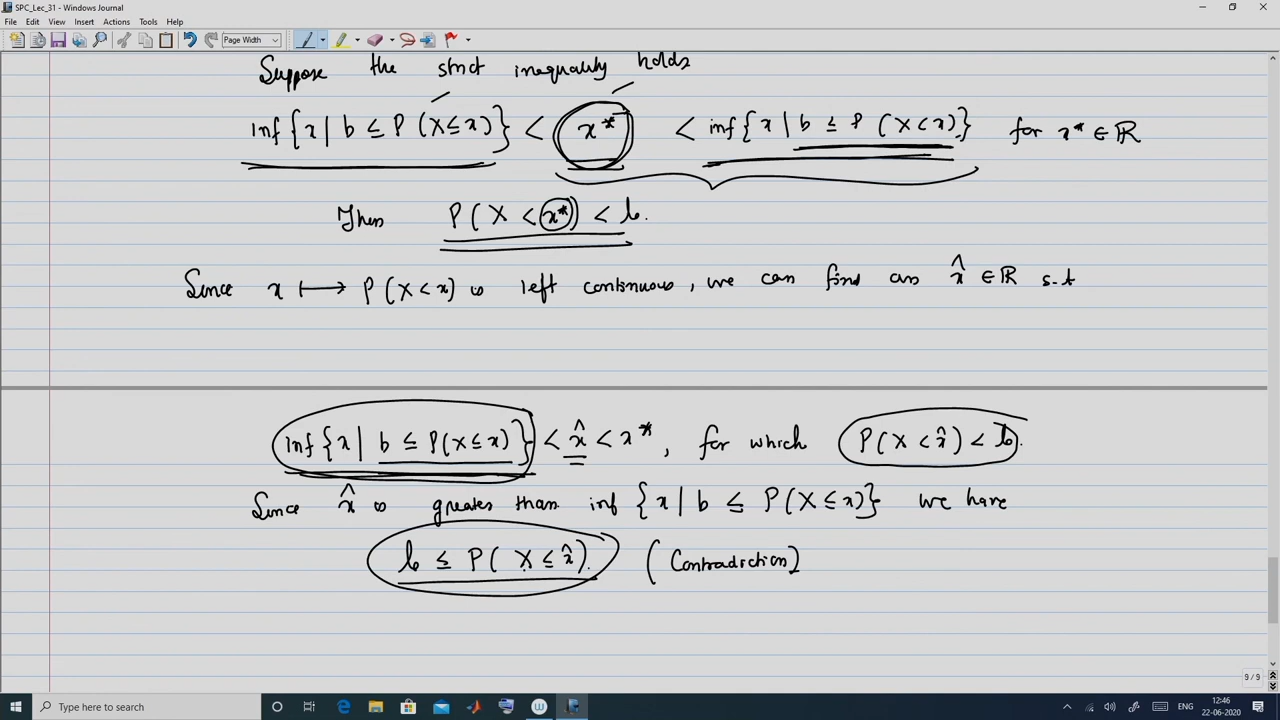 SPC_Lec_31 - Windows Journal
File Edit View Insert Actions Tools Help
Page Width
Suppose the strict inequality holds
inf{x | b ≤ P(X≤x)} < x* < inf{x | b ≤ P(X<x)} for x* ∈ ℝ
Then P(X < x*) < b.
Since x ⟼ P(X<x) is left continuous, we can find an x̂ ∈ ℝ s.t
inf{x | b ≤ P(X≤x)} < x̂ < x*, for which P(X < x̂) < b.
Since x̂ is greater than inf{x | b ≤ P(X≤x)} we have
b ≤ P(X ≤ x̂). (Contradiction)
9/9
Type here to search
12:46
22-06-2020